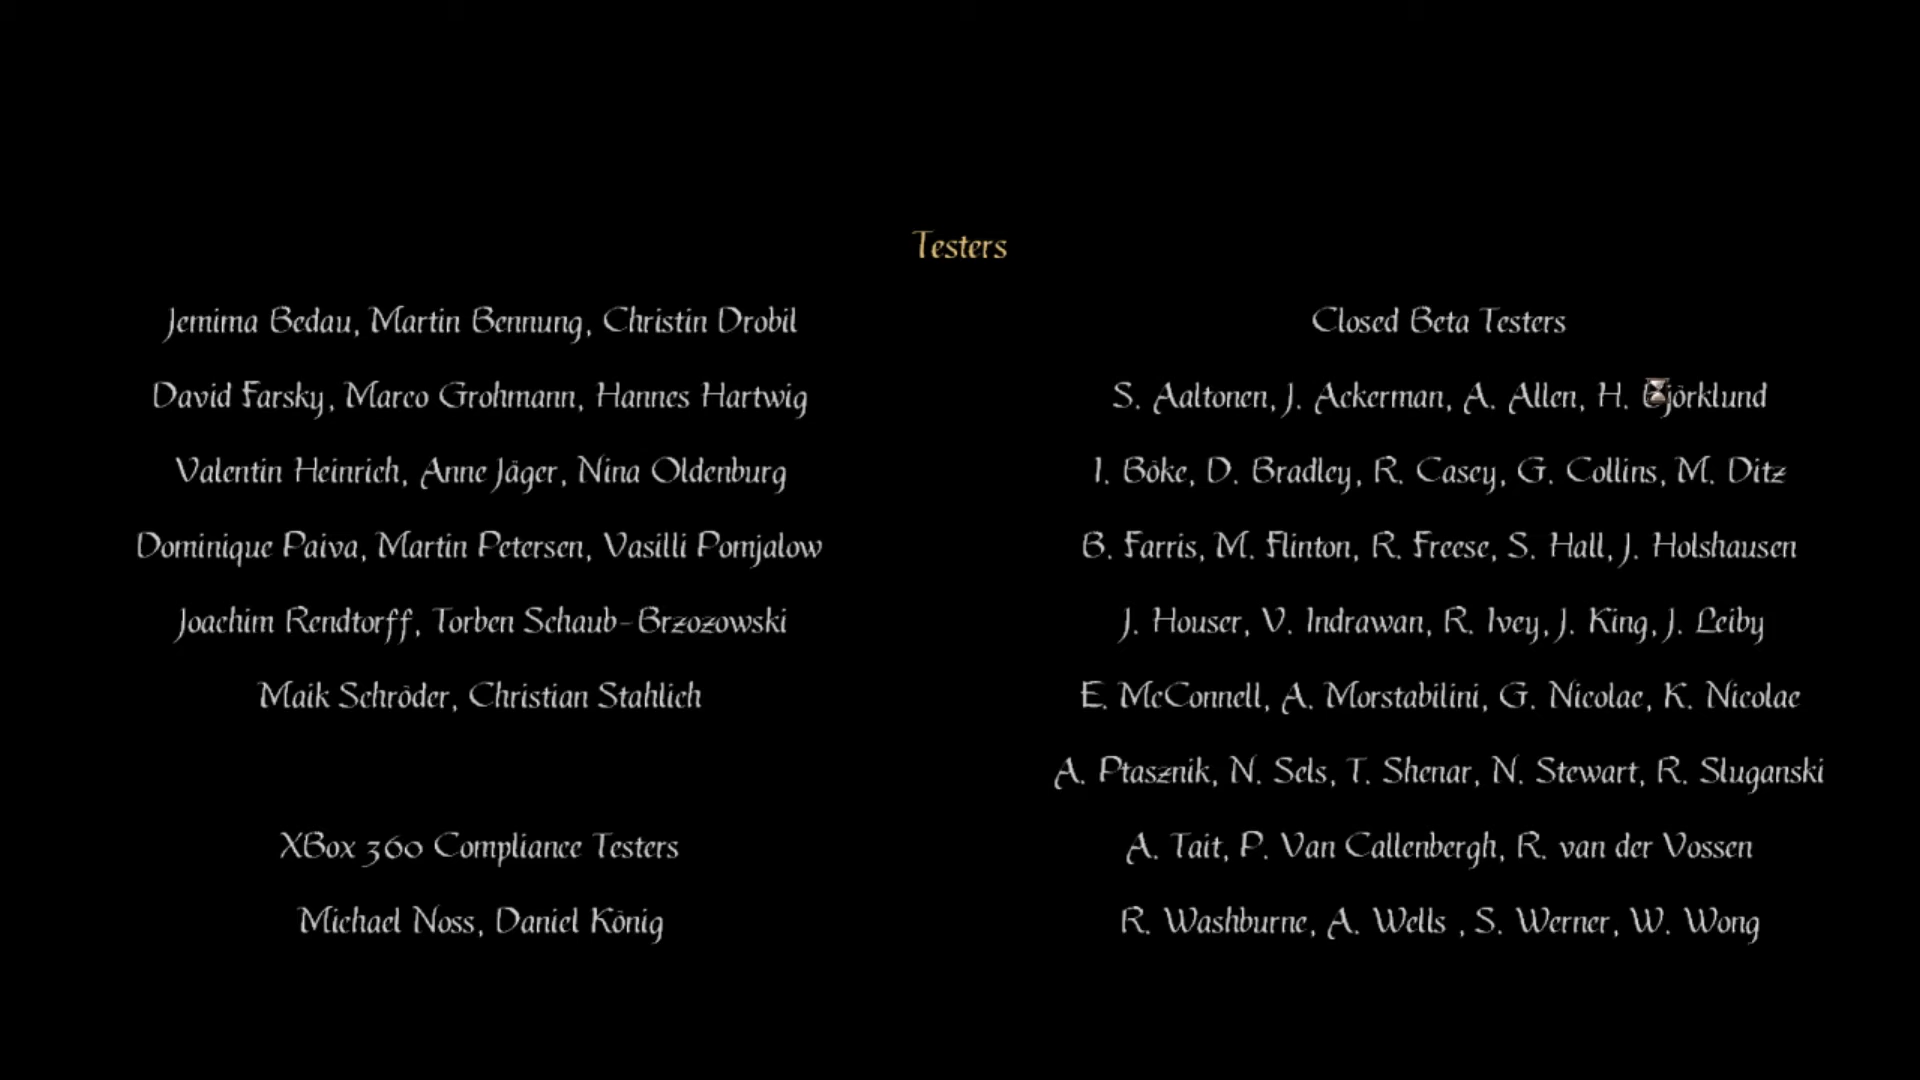 Testers
Jemima Bedau, Martin Bennung, Christin Drobil
David Farsky, Marco Grohmann, Hannes Hartwig
Valentin Heinrich, Anne Jäger, Nina Oldenburg
Dominique Paiva, Martin Petersen, Vasilli Pomjalow
Joachim Rendtorff, Torben Schaub-Brzozowski
Maik Schröder, Christian Stahlich
XBox 360 Compliance Testers
Michael Noss, Daniel König
Closed Beta Testers
S. Aaltonen, J. Ackerman, A. Allen, H. Björklund
I. Böke, D. Bradley, R. Casey, G. Collins, M. Ditz
B. Farris, M. Flinton, R. Freese, S. Hall, J. Holshausen
J. Houser, V. Indrawan, R. Ivey, J. King, J. Leiby
E. McConnell, A. Morstabilini, G. Nicolae, K. Nicolae
A. Ptasznik, N. Sels, T. Shenar, N. Stewart, R. Sluganski
A. Tait, P. Van Callenbergh, R. van der Vossen
R. Washburne, A. Wells , S. Werner, W. Wong